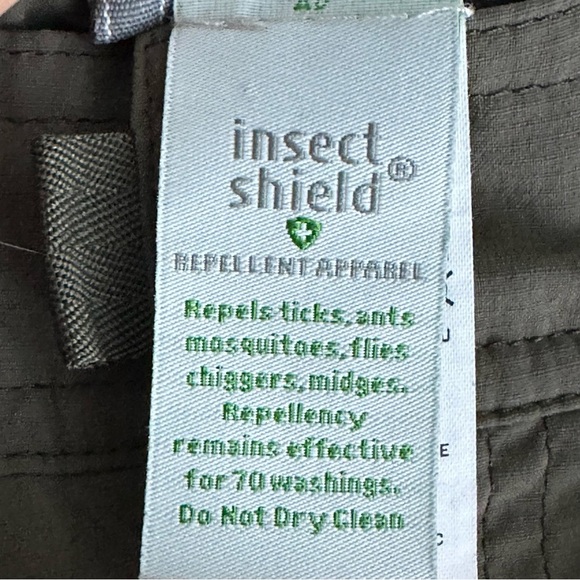 insect
shield®
REPELLENT APPAREL
Repels ticks, ants
mosquitoes, flies
chiggers, midges.
Repellency
remains effective
for 70 washings.
Do Not Dry Clean
E
C